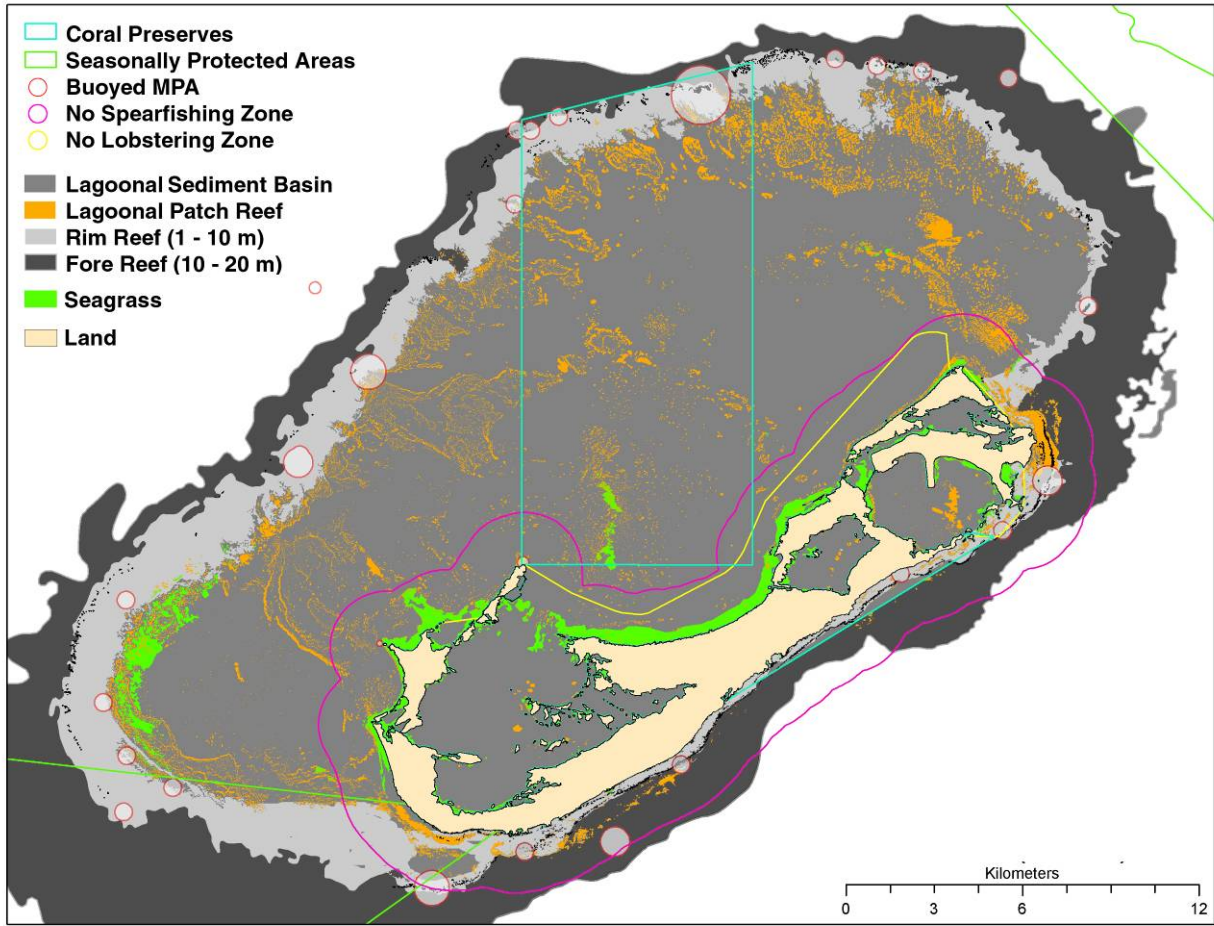 Coral Preserves
Seasonally Protected Areas
Buoyed MPA
No Spearfishing Zone
No Lobstering Zone
Lagoonal Sediment Basin
Lagoonal Patch Reef
Rim Reef (1 - 10 m)
Fore Reef (10 - 20 m)
Seagrass
Land
Kilometers
0 3 6 12